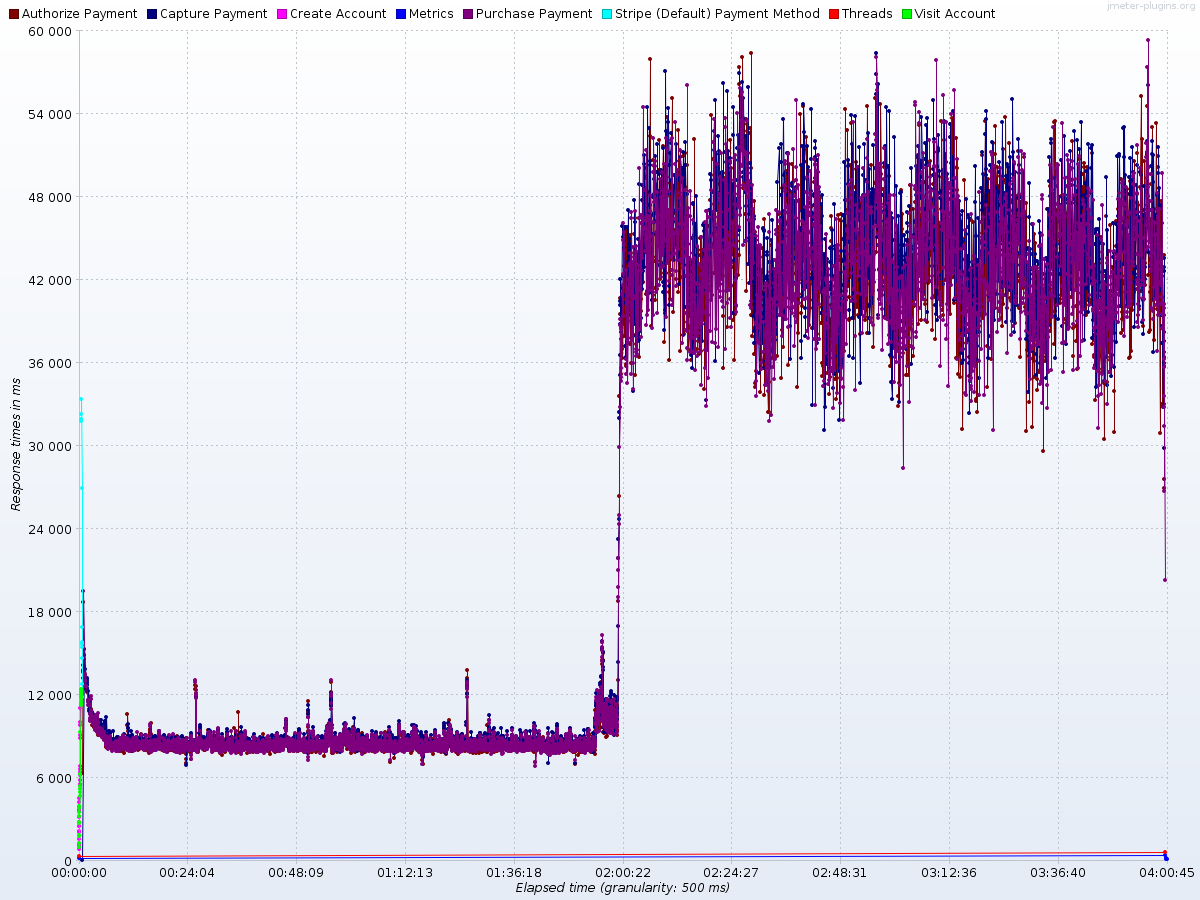 jmeter-plugins.org
Authorize Payment Capture Payment Create Account Metrics Purchase Payment Stripe (Default) Payment Method Threads Visit Account
60 000
54 000
48 000
42 000
36 000
30 000
24 000
18 000
12 000
6 000
0
Response times in ms
00:00:00 00:24:04 00:48:09 01:12:13 01:36:18 02:00:22 02:24:27 02:48:31 03:12:36 03:36:40 04:00:45
Elapsed time (granularity: 500 ms)